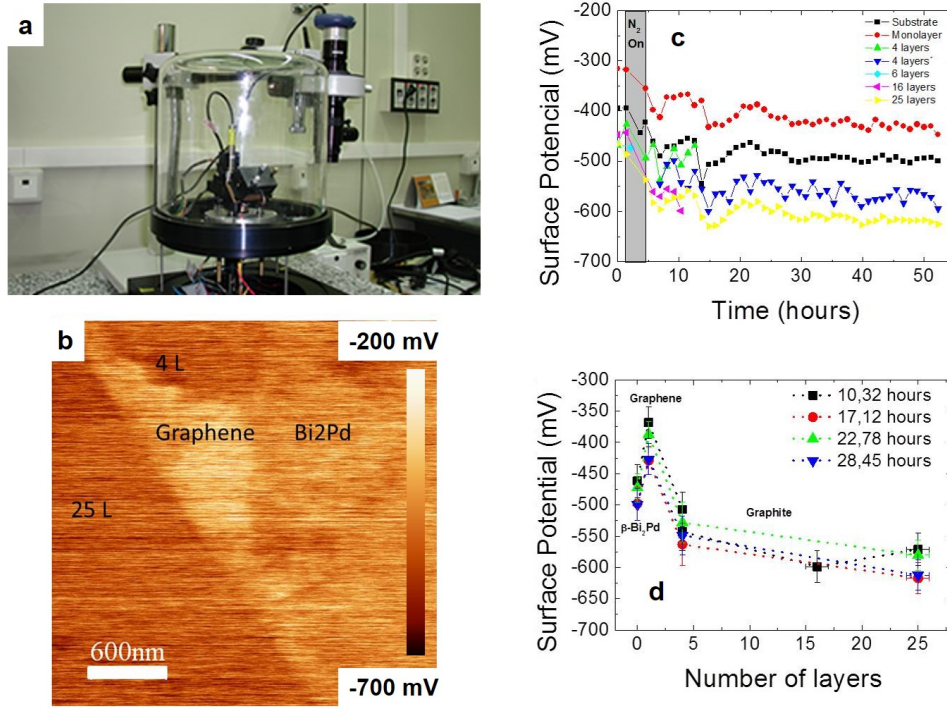 a
b
-200 mV
4 L
Graphene
Bi2Pd
25 L
600nm
-700 mV
c
N2
On
Substrate
Monolayer
4 layers
4 layers´
6 layers
16 layers
25 layers
Surface Potencial (mV)
-200
-300
-400
-500
-600
-700
0
10
20
30
40
50
Time (hours)
d
10,32 hours
17,12 hours
22,78 hours
28,45 hours
Graphene
β-Bi2Pd
Graphite
Surface Potential (mV)
-300
-350
-400
-450
-500
-550
-600
-650
-700
0
5
10
15
20
25
Number of layers